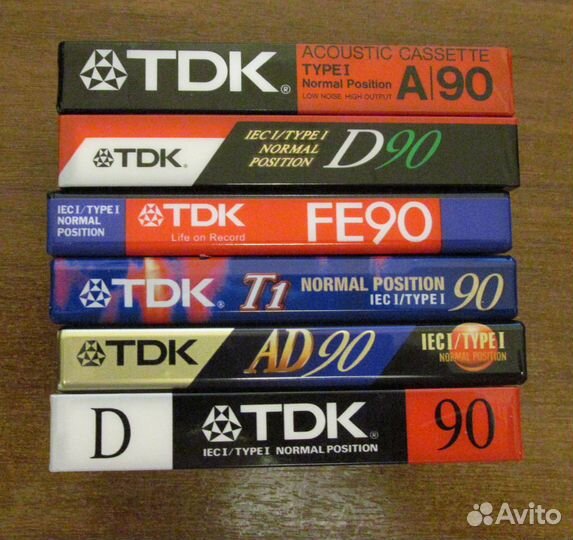 TDK®
ACOUSTIC CASSETTE
TYPE I
Normal Position
LOW NOISE HIGH OUTPUT
A|90
TDK®
IEC I/TYPE I
NORMAL
POSITION
D90
IEC I/TYPE I
NORMAL
POSITION
TDK
Life on Record
FE90
TDK®
T1
NORMAL POSITION
IEC I/TYPE I
90
TDK
AD90
IEC I/TYPE I
NORMAL POSITION
D
TDK®
IEC I/TYPE I NORMAL POSITION
90
Avito